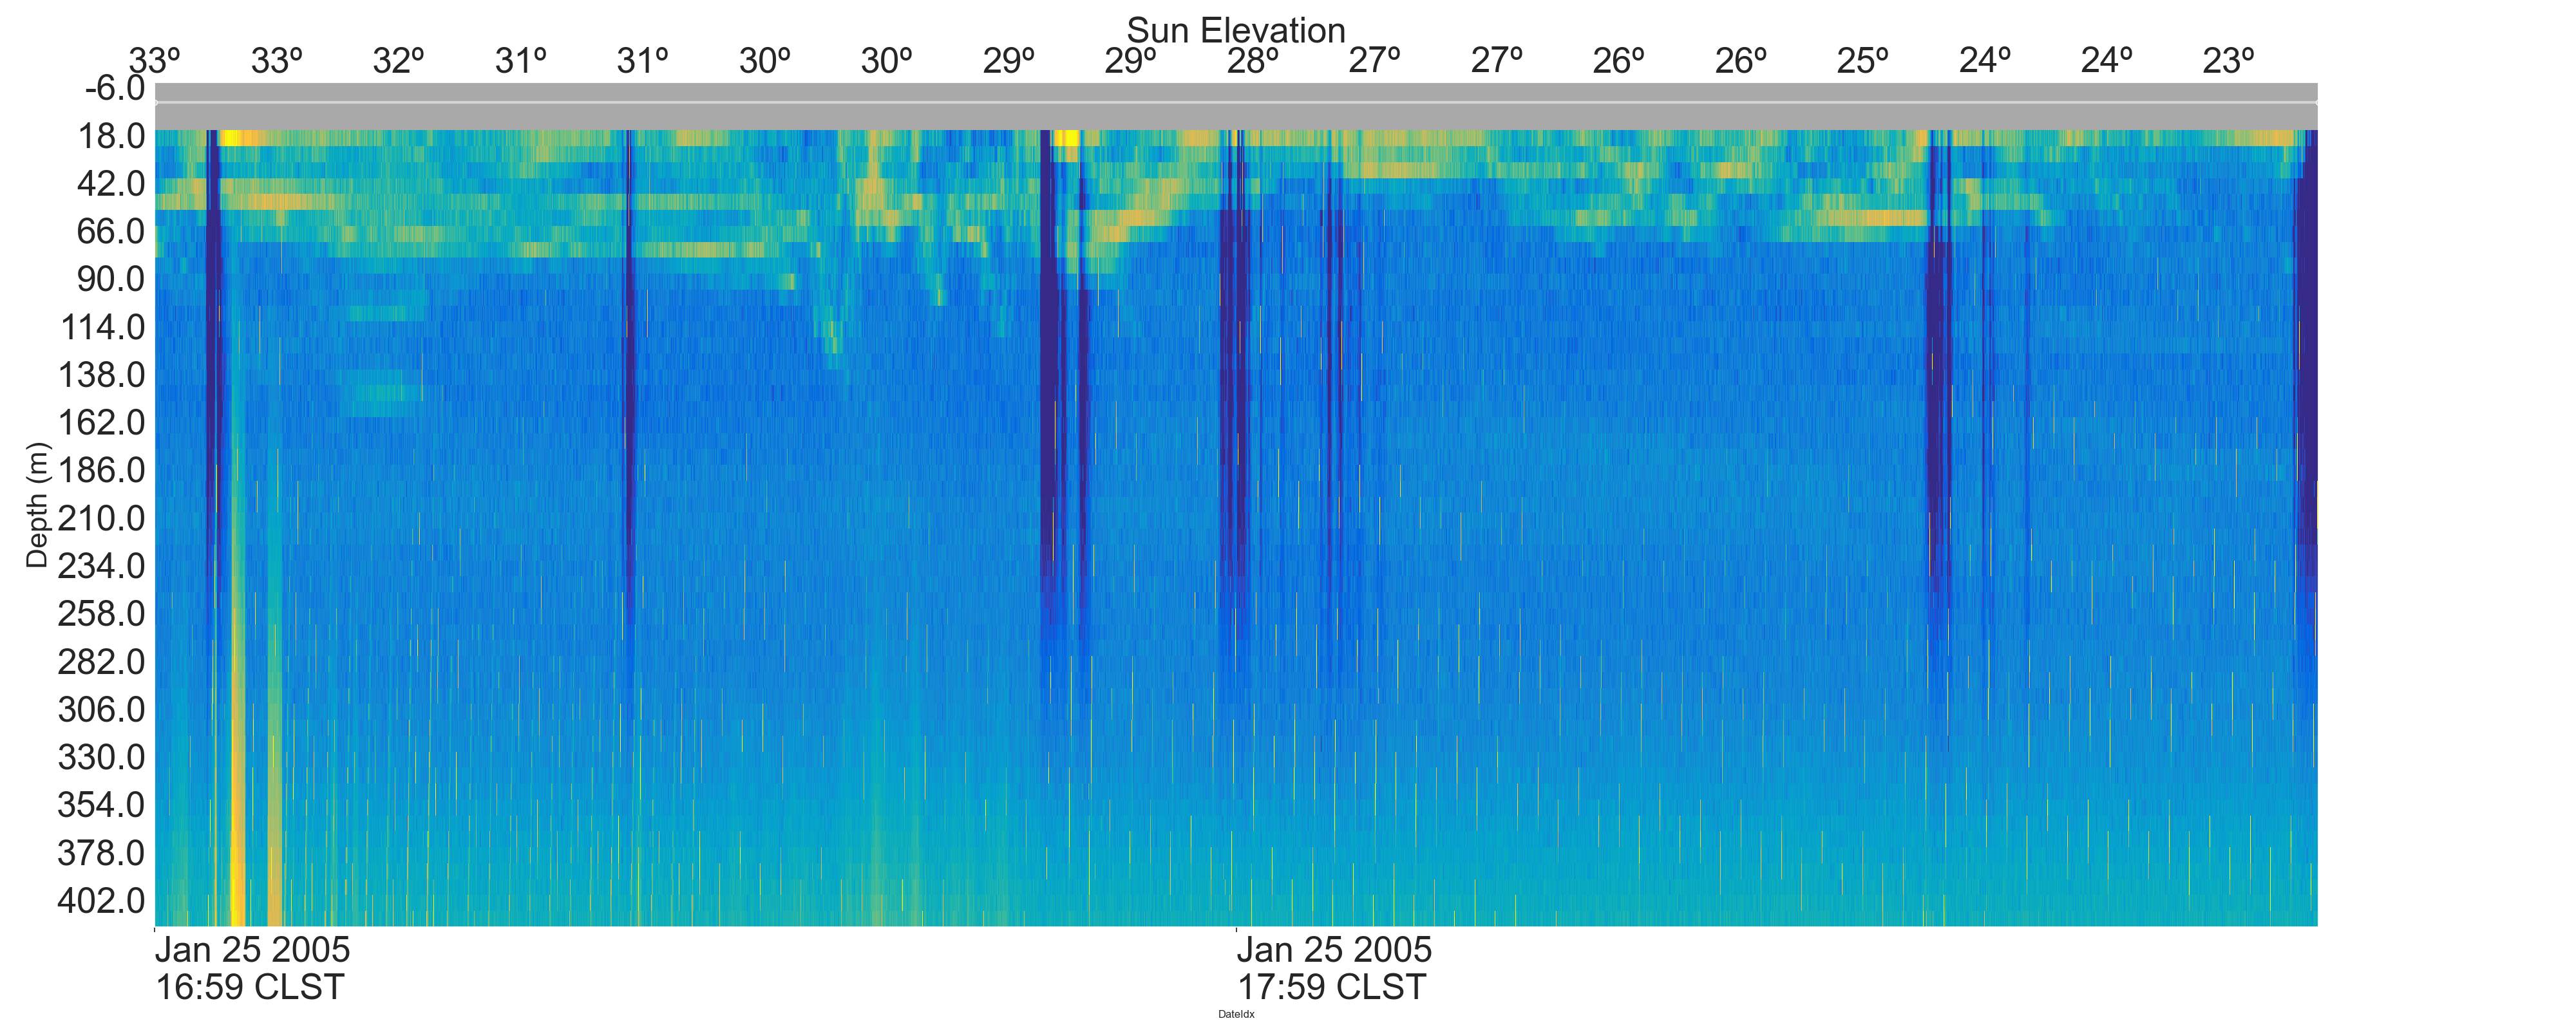 Sun Elevation
33º 33º 32º 31º 31º 30º 30º 29º 29º 28º 27º 27º 26º 26º 25º 24º 24º 23º
-6.0
18.0
42.0
66.0
90.0
114.0
138.0
162.0
186.0
210.0
234.0
258.0
282.0
306.0
330.0
354.0
378.0
402.0
Depth (m)
Jan 25 2005
16:59 CLST
Jan 25 2005
17:59 CLST
DateIdx